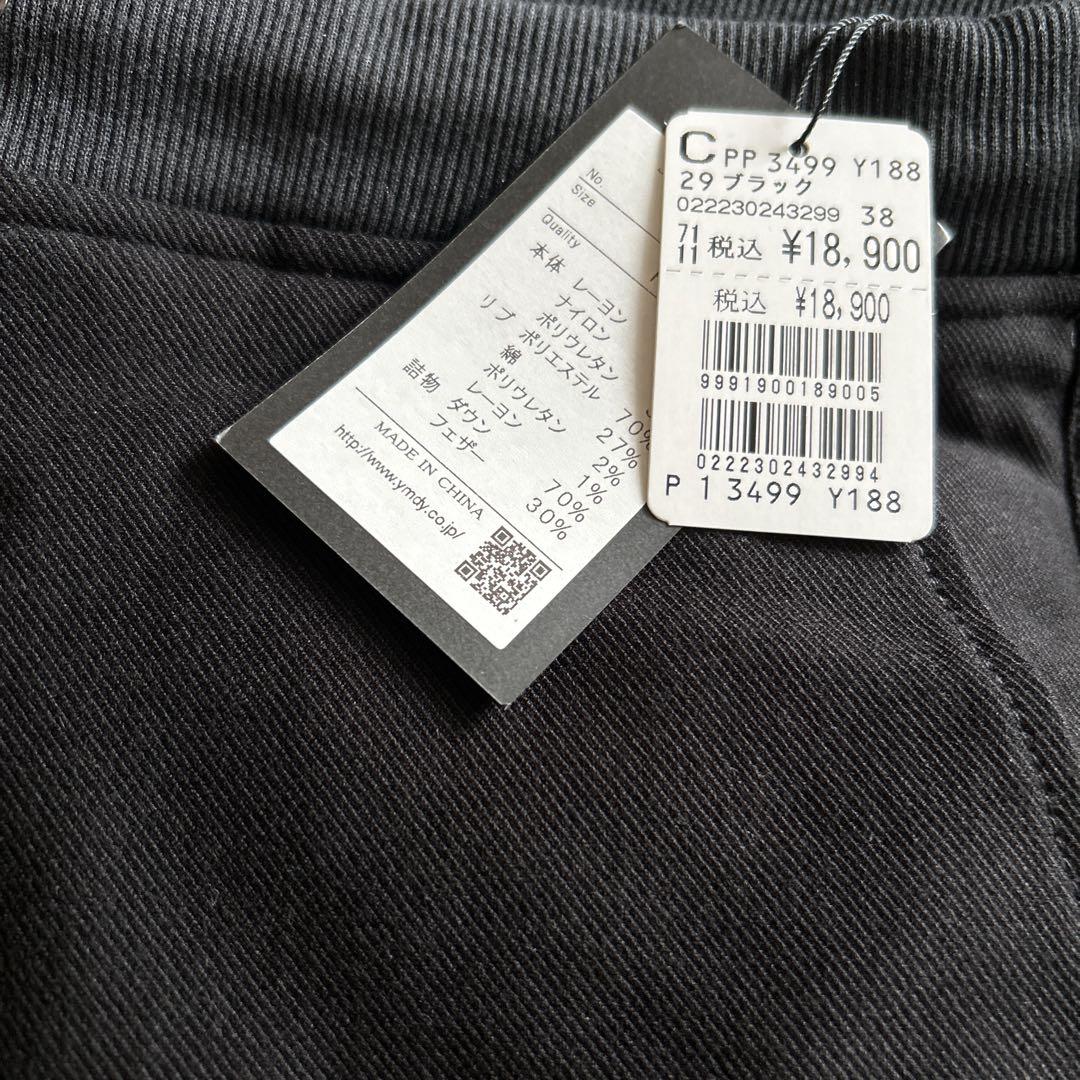 No.
Size
Quality
本体 レーヨン
ナイロン
ポリウレタン
リブ ポリエステル 70%
綿 27%
ポリウレタン 2%
レーヨン 1%
詰物 ダウン 70%
フェザー 30%
MADE IN CHINA
http://www.ymdy.co.jp/
C PP 3499 Y188
29 ブラック
022230243299 38
71 11 税込 ¥18,900
税込 ¥18,900
9991900189005
0222302432994
P 1 3499 Y188